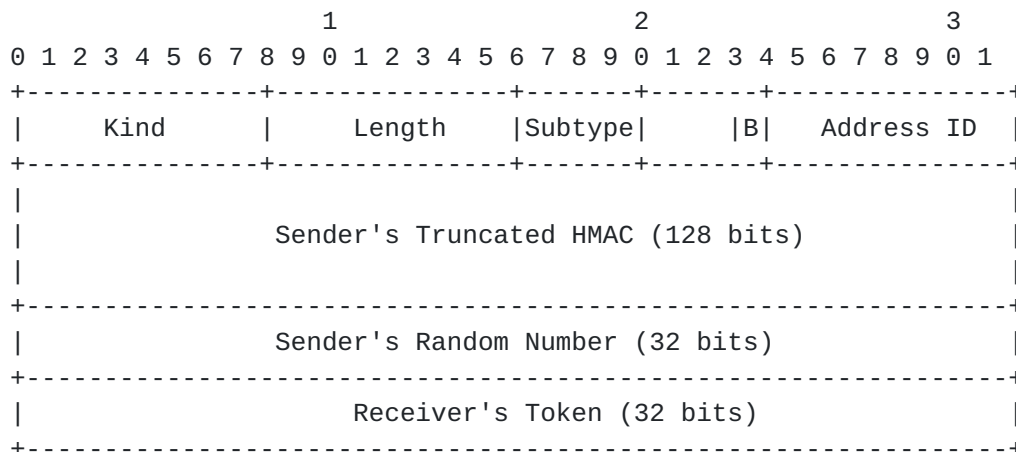 1                   2                   3
0 1 2 3 4 5 6 7 8 9 0 1 2 3 4 5 6 7 8 9 0 1 2 3 4 5 6 7 8 9 0 1
+---------------+---------------+-------+-------+---------------+
|     Kind      |     Length    |Subtype|     |B|   Address ID  |
+---------------+---------------+-------+-------+---------------+
|                                                               |
|                Sender's Truncated HMAC (128 bits)             |
|                                                               |
+---------------------------------------------------------------+
|                Sender's Random Number (32 bits)               |
+---------------------------------------------------------------+
|                     Receiver's Token (32 bits)                |
+---------------------------------------------------------------+